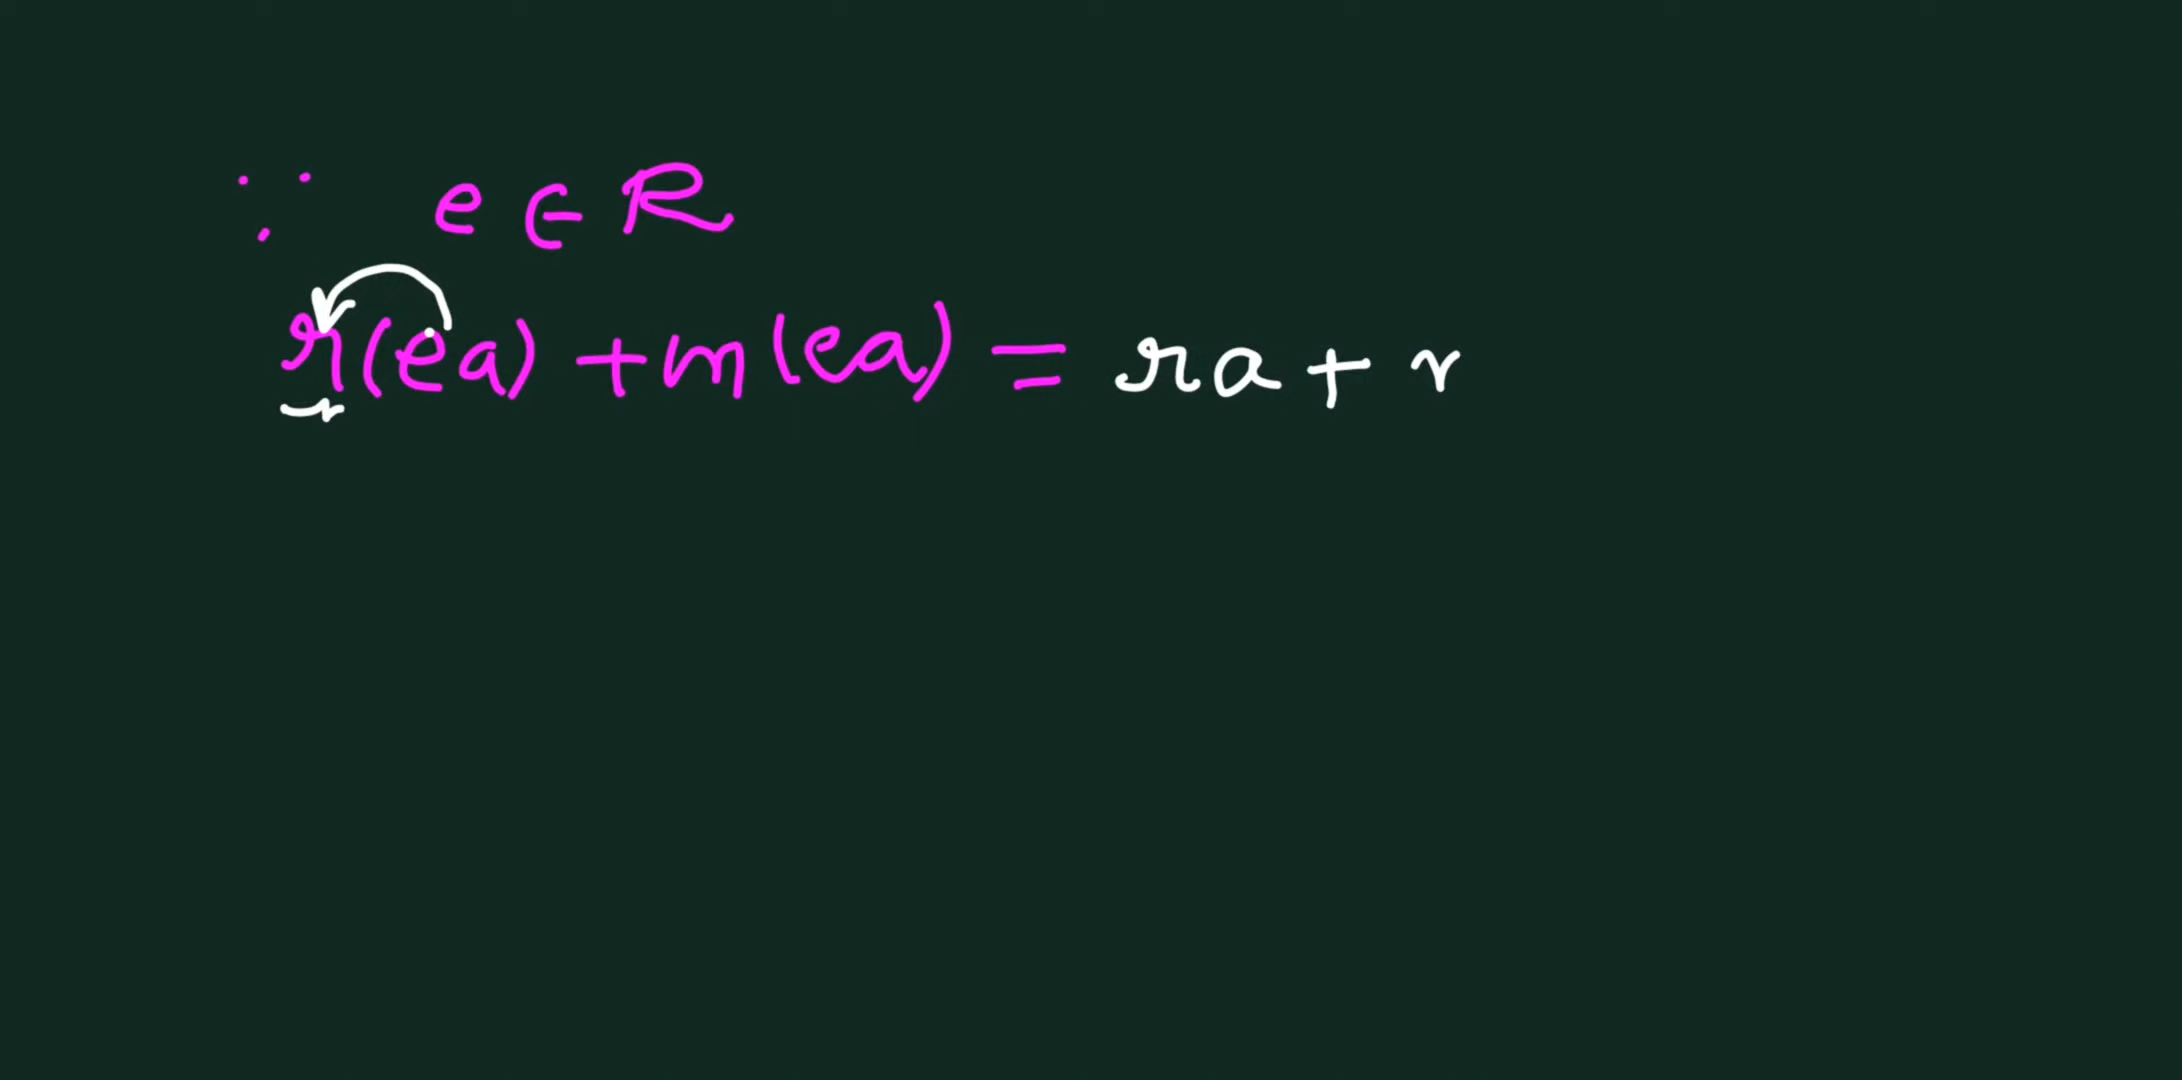 ∵ e ∈ R
r(ea) + m(ea) = ra + r